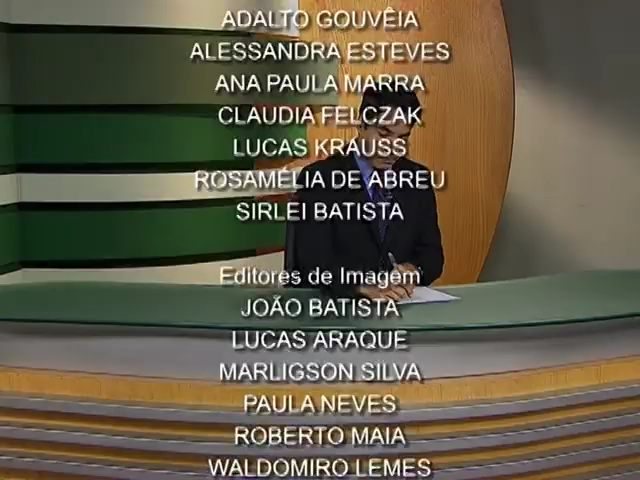 ADALTO GOUVÊIA
ALESSANDRA ESTEVES
ANA PAULA MARRA
CLAUDIA FELCZAK
LUCAS KRAUSS
ROSAMÉLIA DE ABREU
SIRLEI BATISTA
Editores de Imagem
JOÃO BATISTA
LUCAS ARAQUE
MARLIGSON SILVA
PAULA NEVES
ROBERTO MAIA
WALDOMIRO LEMES